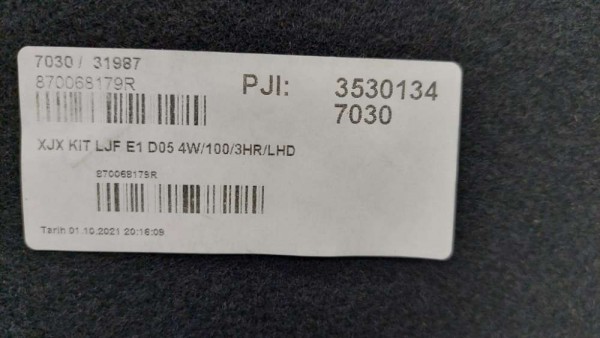 7030 / 31987
870068179R
PJI: 3530134
7030
XJX KIT LJF E1 D05 4W/100/3HR/LHD
870068179R
Tarih 01.10.2021 20:16:09